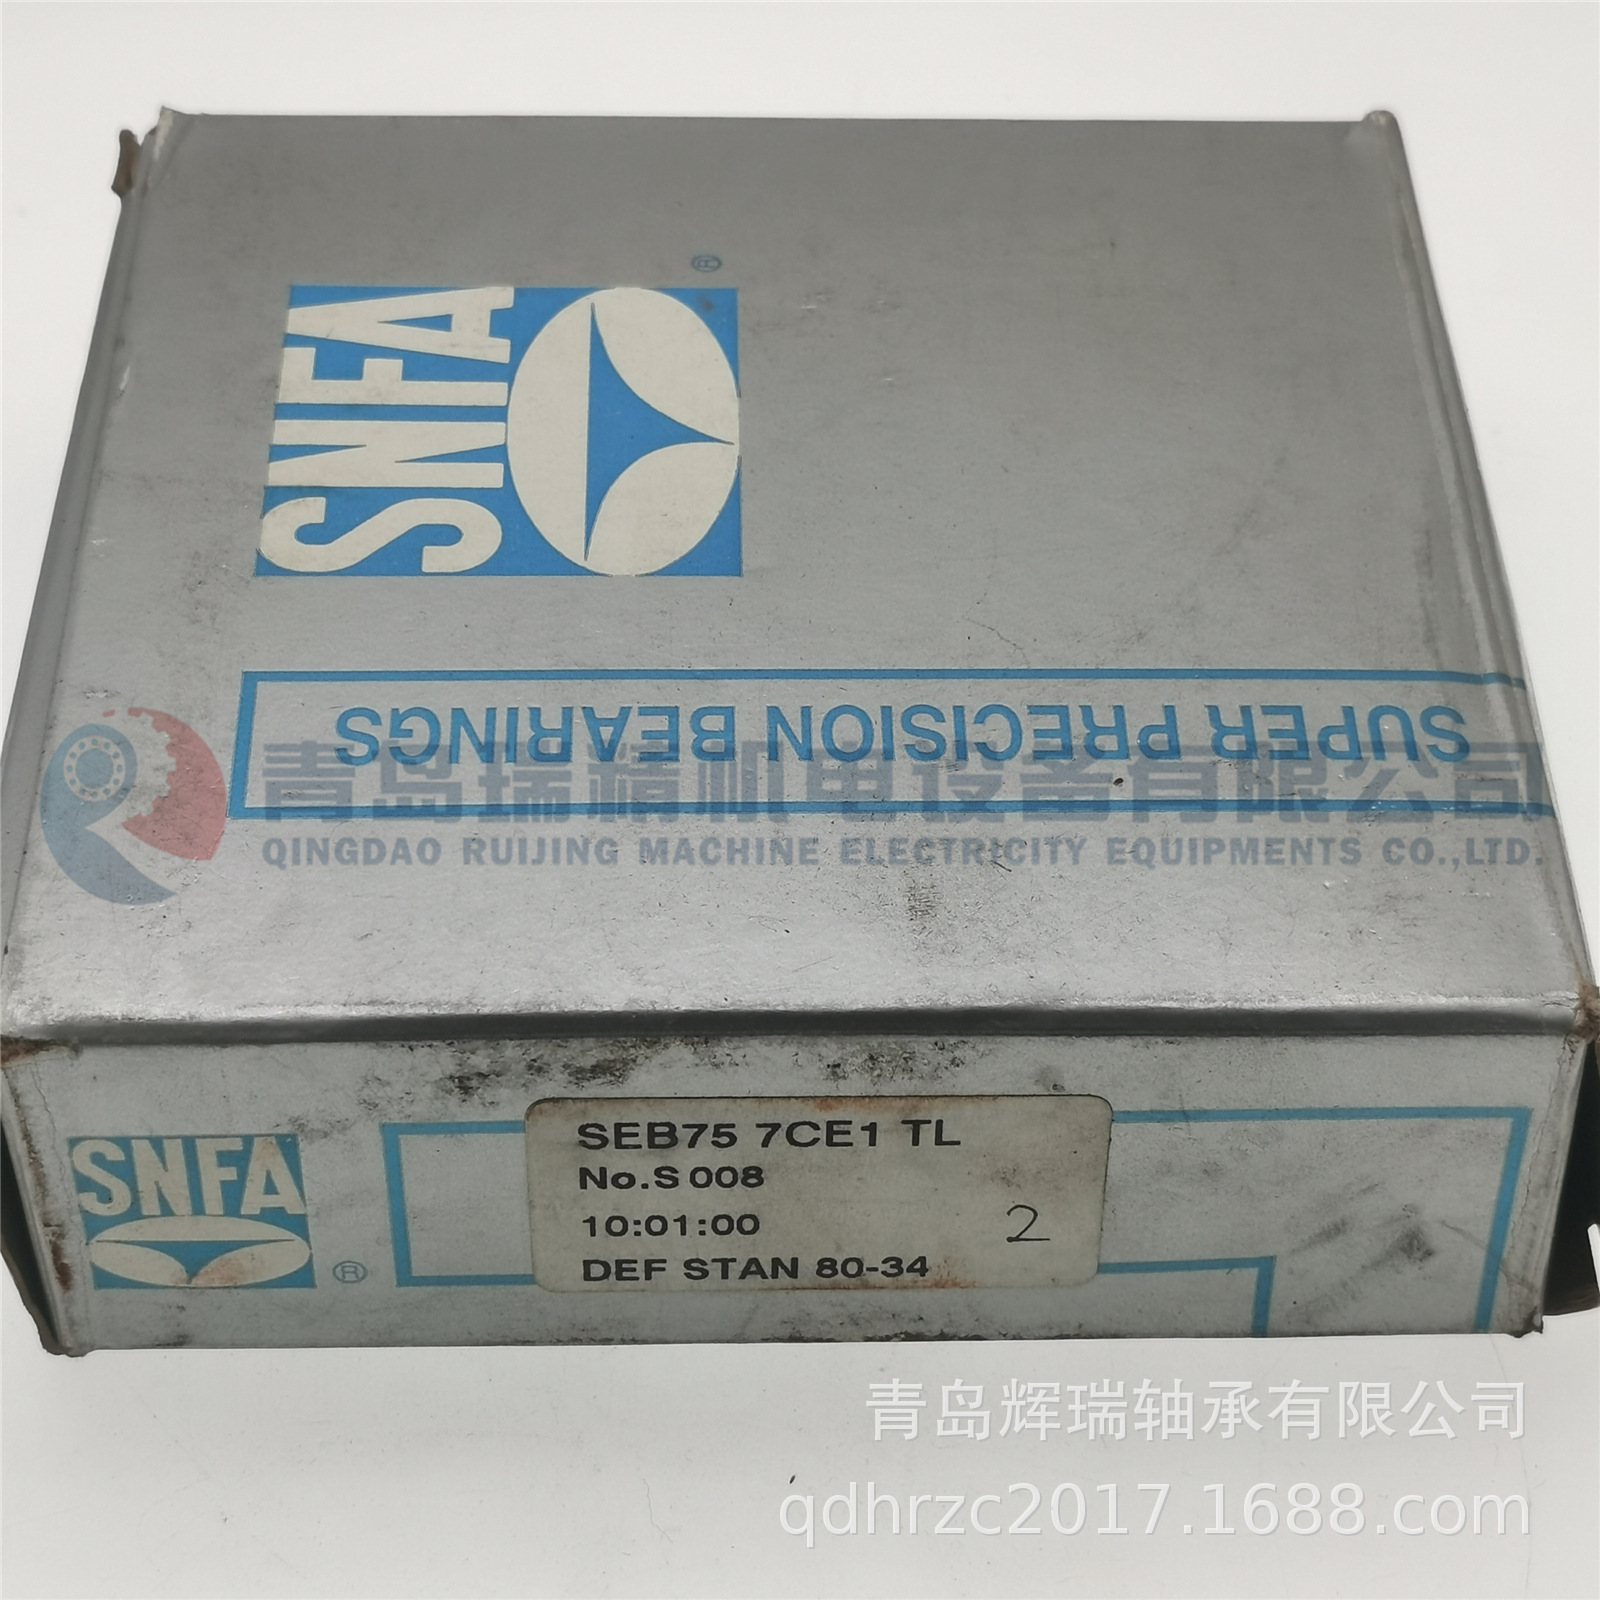 SNFA
®
SUPER PRECISION BEARINGS
青岛瑞精机电设备有限公司
QINGDAO RUIJING MACHINE ELECTRICITY EQUIPMENTS CO.,LTD.
SNFA
®
SEB75 7CE1 TL
No.S 008
10:01:00
2
DEF STAN 80-34
青岛辉瑞轴承有限公司
qdhrzc2017.1688.com